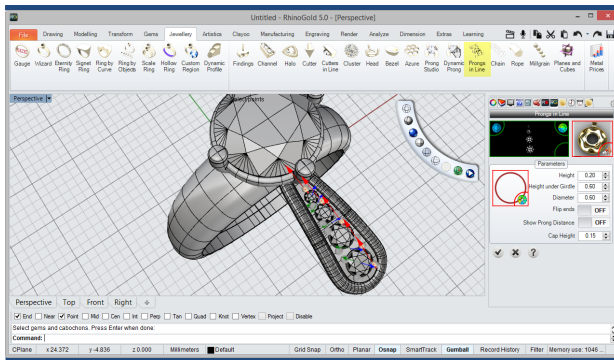 Untitled - RhinoGold 5.0 - [Perspective]
File Drawing Modelling Transform Gems Jewellery Artistics Clayoo Manufacturing Engraving Render Analyze Dimension Extras Learning
Gauge Wizard Eternity Ring Signet Ring Ring by Curve Ring by Objects Scale Ring Hollow Ring Custom Region Dynamic Profile Findings Channel Halo Cutter Cutters in Line Cluster Head Bezel Azure Prong Studio Dynamic Prong Prongs in Line Chain Rope Millgrain Planes and Cubes Metal Prices
Perspective
Select points
Prongs in Line
Parameters
Height 0.20
Height under Girdle 0.60
Diameter 0.60
Flip ends OFF
Show Prong Distance OFF
Cap Height 0.15
Perspective Top Front Right
End Near Point Mid Cen Int Perp Tan Quad Knot Vertex Project Disable
Select gems and cabochons. Press Enter when done:
Command:
CPlane x 24.372 y -4.836 z 0.000 Millimeters Default Grid Snap Ortho Planar Osnap SmartTrack Gumball Record History Filter Memory use: 1046 ...